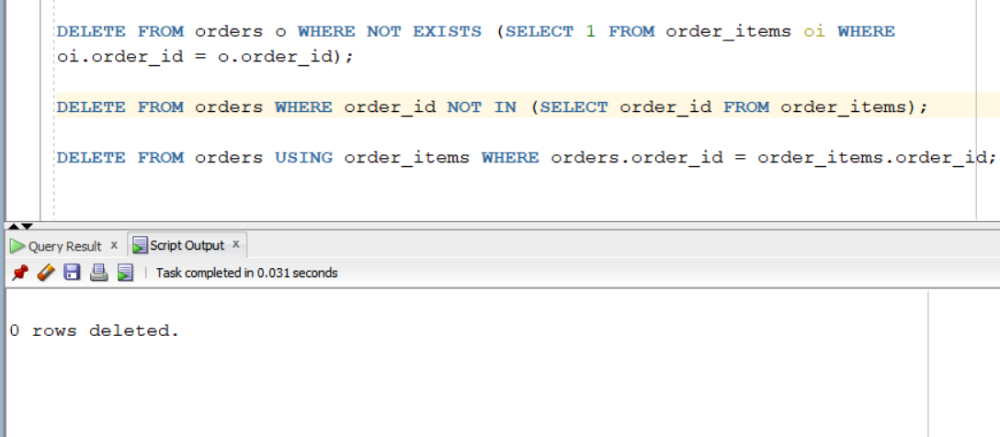 DELETE FROM orders o WHERE NOT EXISTS (SELECT 1 FROM order_items oi WHERE
oi.order_id = o.order_id);
DELETE FROM orders WHERE order_id NOT IN (SELECT order_id FROM order_items);
DELETE FROM orders USING order_items WHERE orders.order_id = order_items.order_id;
Query Result x Script Output x
Task completed in 0.031 seconds
0 rows deleted.